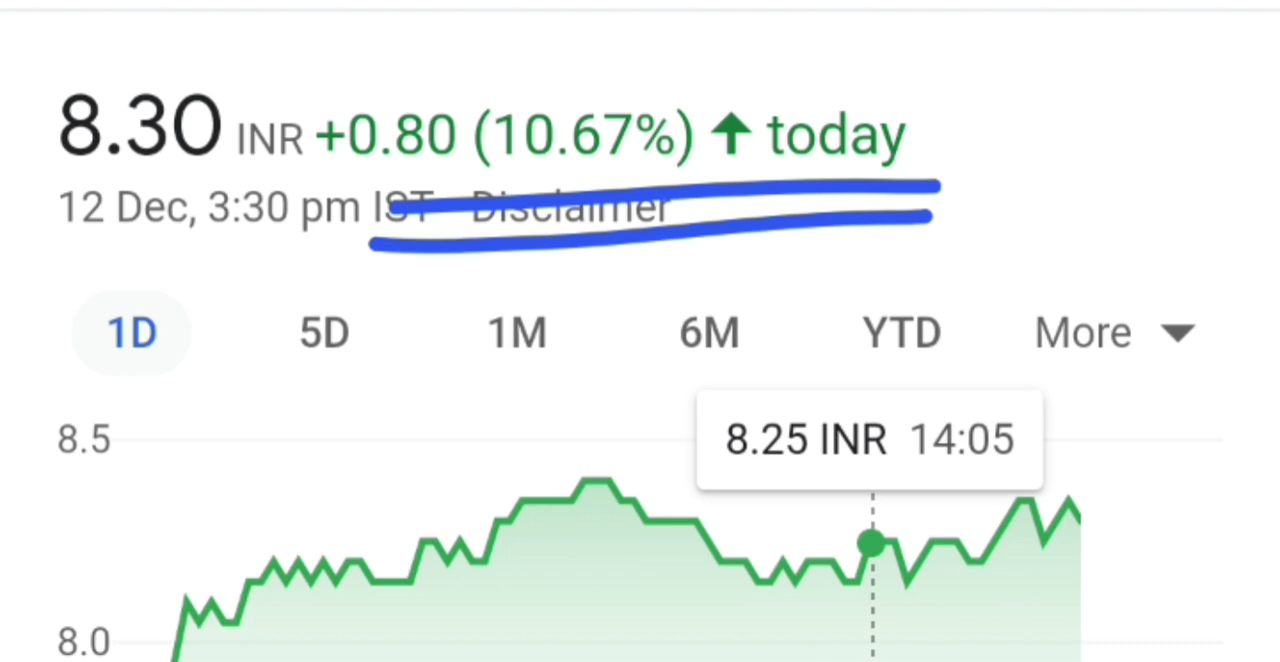 8.30 INR +0.80 (10.67%) ↑ today
12 Dec, 3:30 pm IST Disclaimer
1D 5D 1M 6M YTD More
8.25 INR 14:05
8.5
8.0